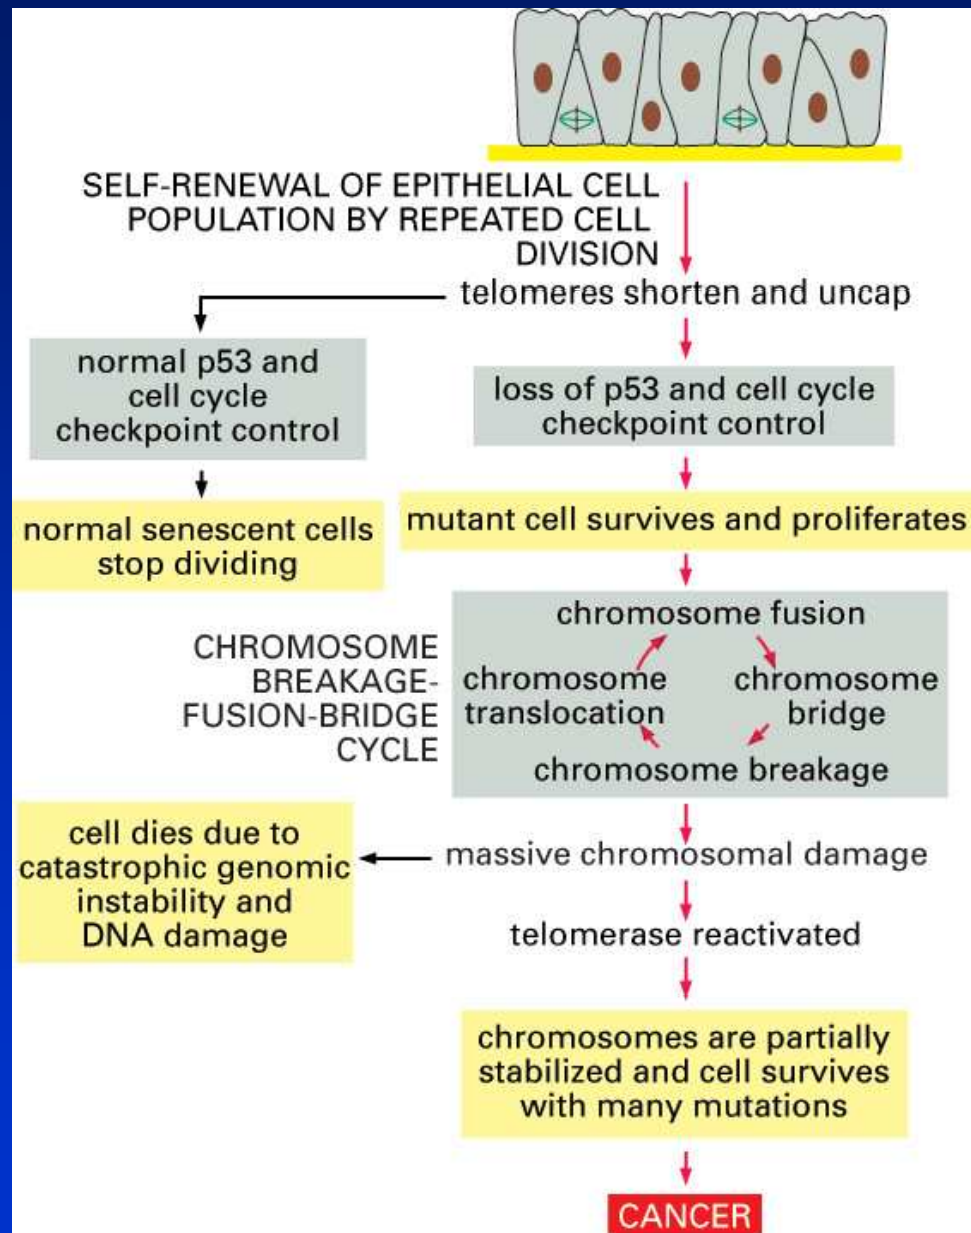 SELF-RENEWAL OF EPITHELIAL CELL
POPULATION BY REPEATED CELL
DIVISION
telomeres shorten and uncap
normal p53 and
cell cycle
checkpoint control
loss of p53 and cell cycle
checkpoint control
normal senescent cells
stop dividing
mutant cell survives and proliferates
CHROMOSOME
BREAKAGE-
FUSION-BRIDGE
CYCLE
chromosome fusion
chromosome
translocation
chromosome
bridge
chromosome breakage
cell dies due to
catastrophic genomic
instability and
DNA damage
massive chromosomal damage
telomerase reactivated
chromosomes are partially
stabilized and cell survives
with many mutations
CANCER